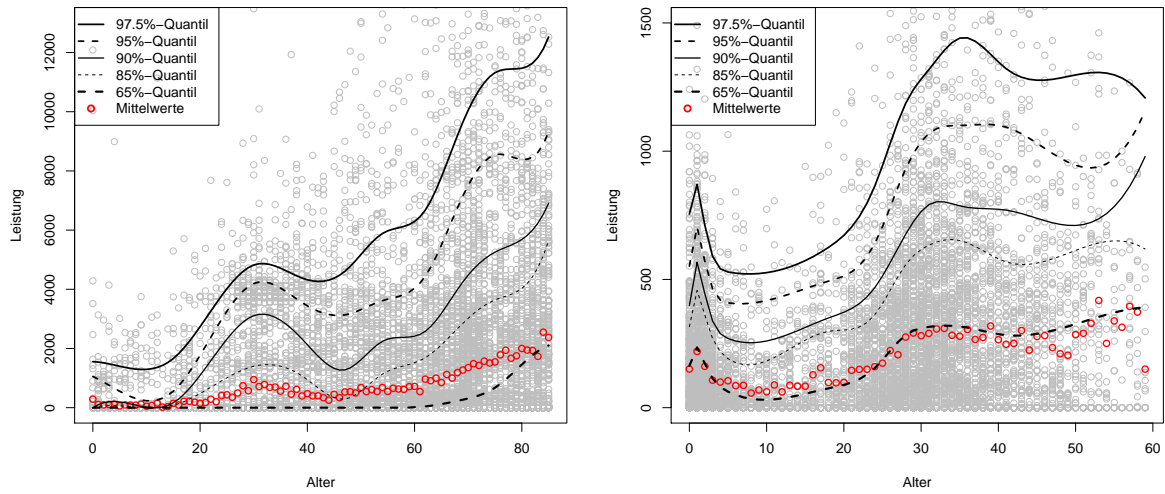 97.5%-Quantil
95%-Quantil
90%-Quantil
85%-Quantil
65%-Quantil
Mittelwerte
Leistung
0 2000 4000 6000 8000 10000 12000
0 20 40 60 80
Alter
97.5%-Quantil
95%-Quantil
90%-Quantil
85%-Quantil
65%-Quantil
Mittelwerte
Leistung
0 500 1000 1500
0 10 20 30 40 50 60
Alter